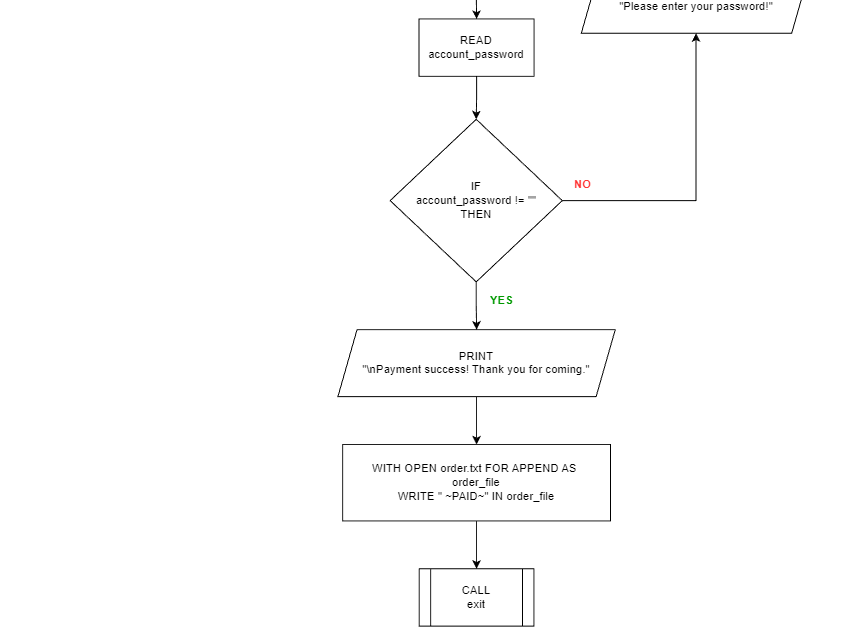 "Please enter your password!"
READ
account_password
IF
account_password != ""
THEN
NO
YES
PRINT
"\nPayment success! Thank you for coming."
WITH OPEN order.txt FOR APPEND AS
order_file
WRITE " ~PAID~" IN order_file
CALL
exit